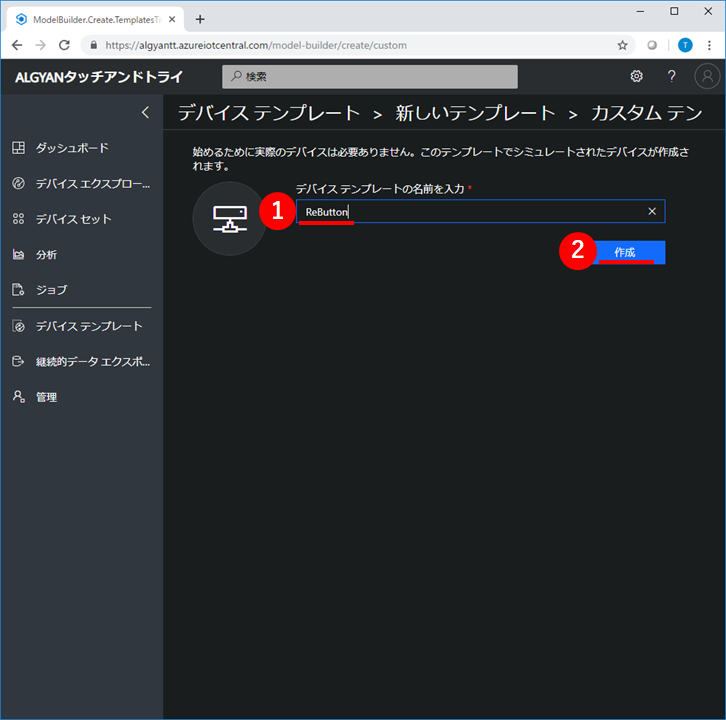 ModelBuilder.Create.TemplatesTi
https://algyantt.azureiotcentral.com/model-builder/create/custom
T
ALGYANタッチアンドトライ
検索
?
デバイス テンプレート > 新しいテンプレート > カスタム テン
ダッシュボード
デバイス エクスプロー...
デバイス セット
分析
ジョブ
デバイス テンプレート
継続的データ エクスポ...
管理
始めるために実際のデバイスは必要ありません。このテンプレートでシミュレートされたデバイスが作成さ
れます。
デバイス テンプレートの名前を入力 *
1
ReButton
2
作成